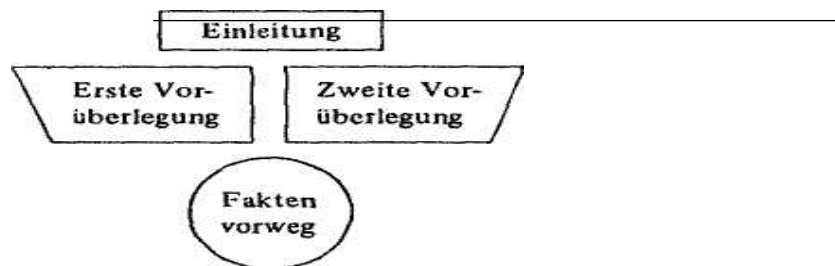 Einleitung
Erste Vor-
überlegung
Zweite Vor-
überlegung
Fakten
vorweg